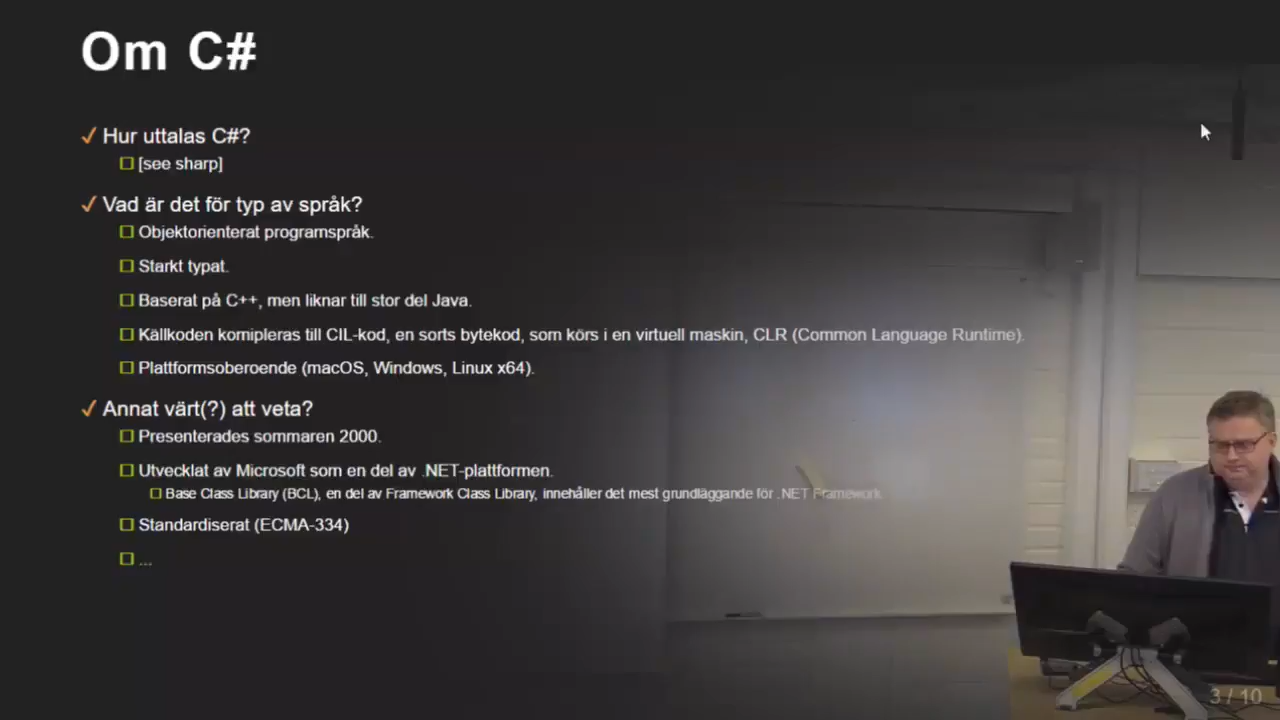 Om C#
Hur uttalas C#?
[see sharp]
Vad är det för typ av språk?
Objektorienterat programspråk.
Starkt typat.
Baserat på C++, men liknar till stor del Java.
Källkoden kompileras till CIL-kod, en sorts bytekod, som körs i en virtuell maskin, CLR (Common Language Runtime).
Plattformsoberoende (macOS, Windows, Linux x64).
Annat värt(?) att veta?
Presenterades sommaren 2000.
Utvecklat av Microsoft som en del av .NET-plattformen.
Base Class Library (BCL), en del av Framework Class Library, innehåller det mest grundläggande för .NET Framework.
Standardiserat (ECMA-334)
...
3 / 10